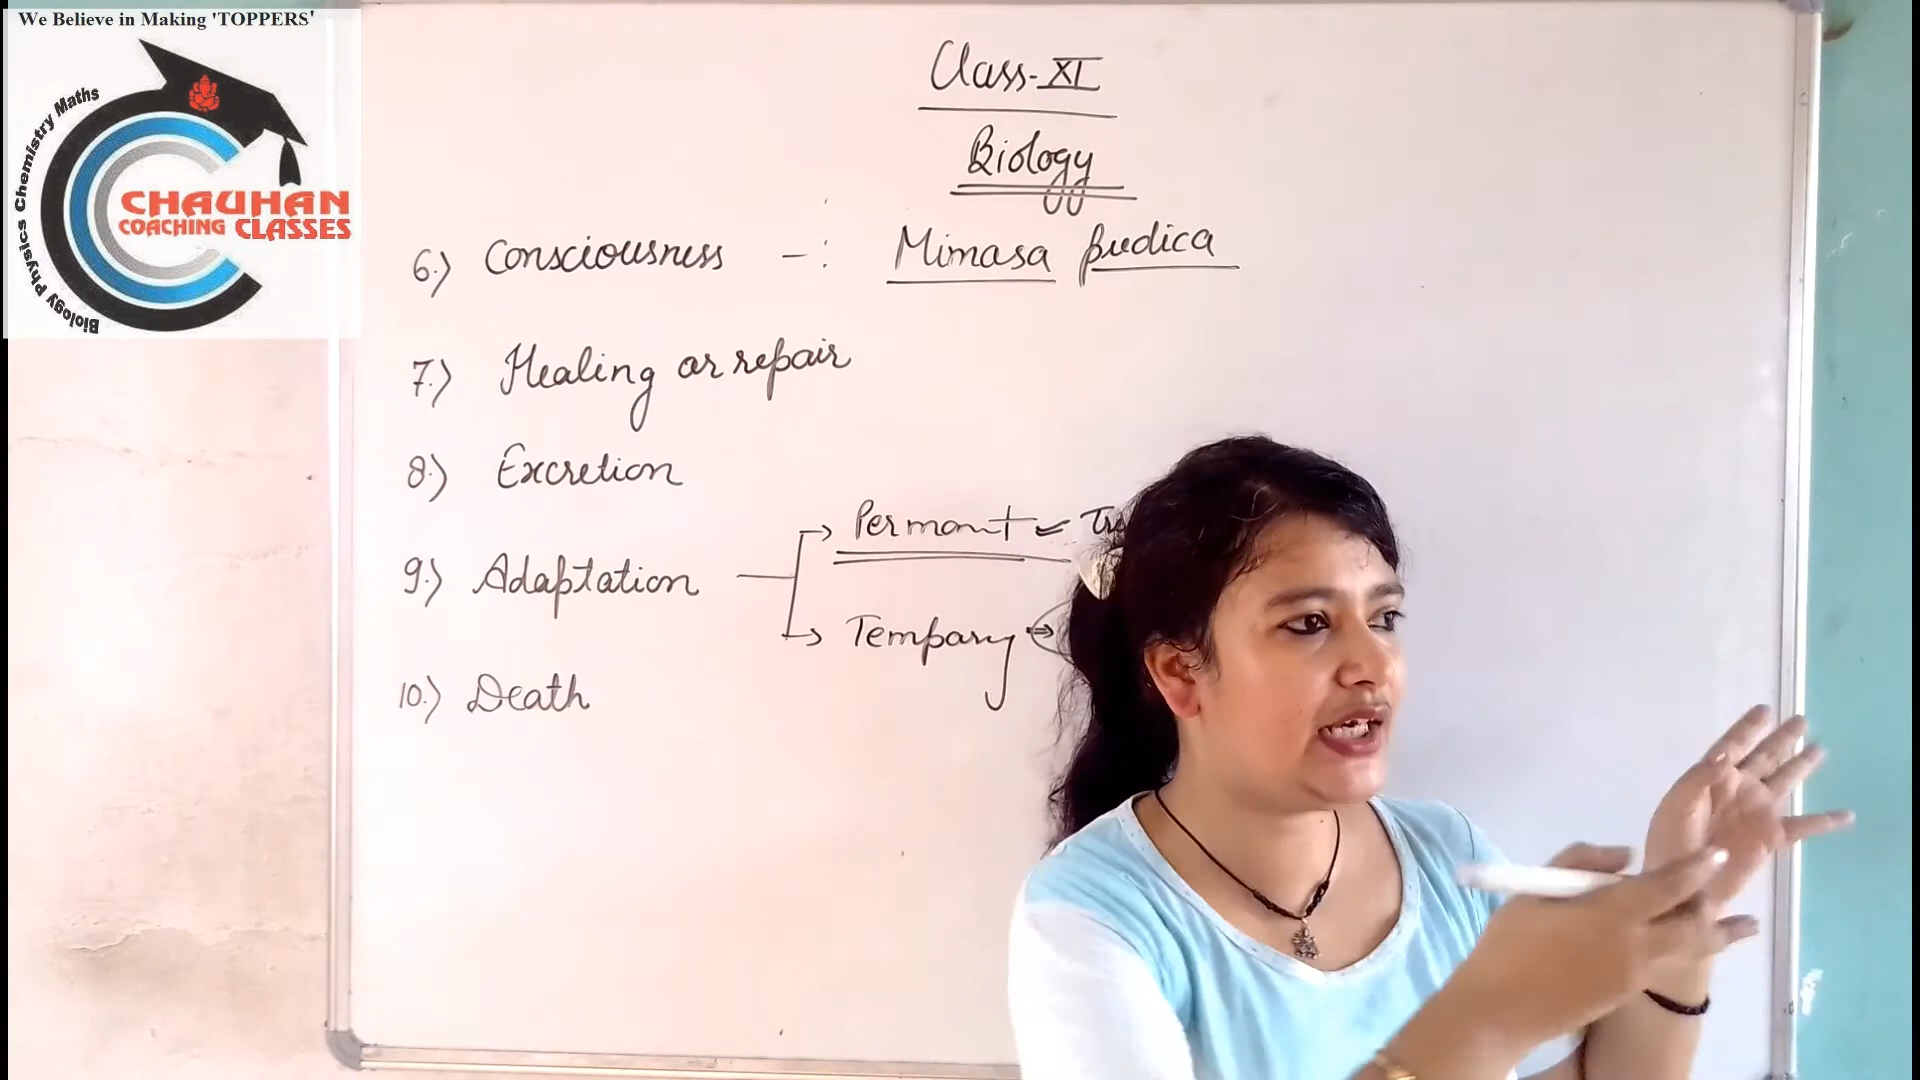 We Believe in Making 'TOPPERS'
Biology Physics Chemistry Maths
CHAUHAN
COACHING CLASSES
Class-XI
Biology
6.) Consciousness -: Mimasa pudica
7.) Healing or repair
8.) Excretion
9.) Adaptation
Permant
Tempary
10.) Death